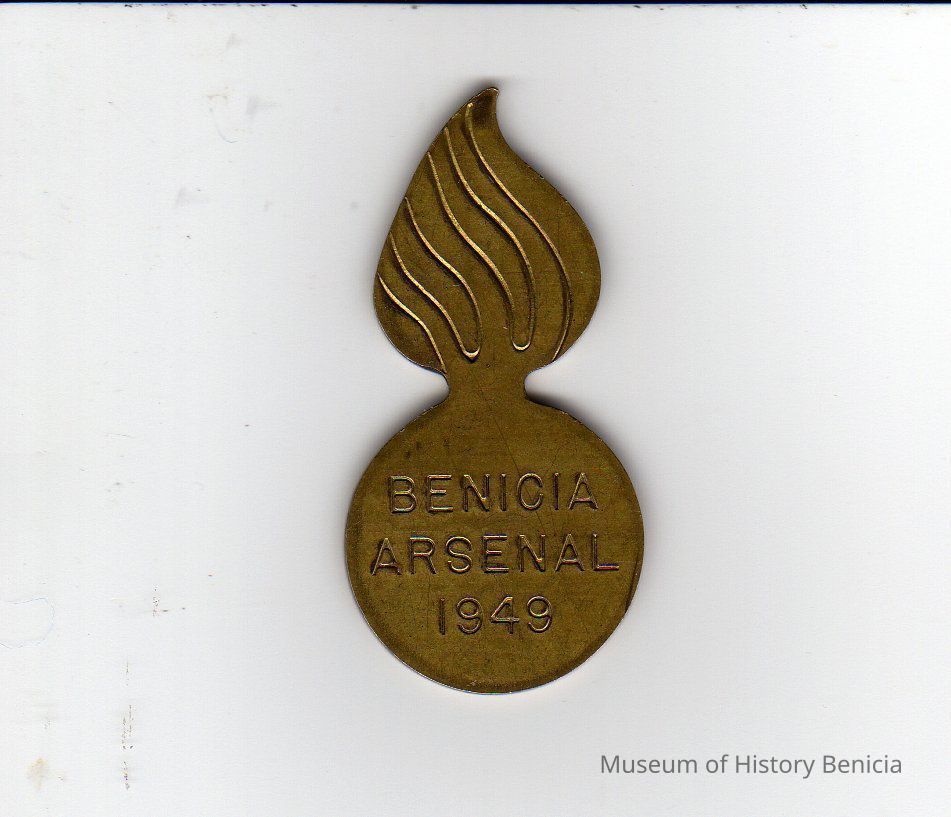 BENICIA
ARSENAL
1949
Museum of History Benicia